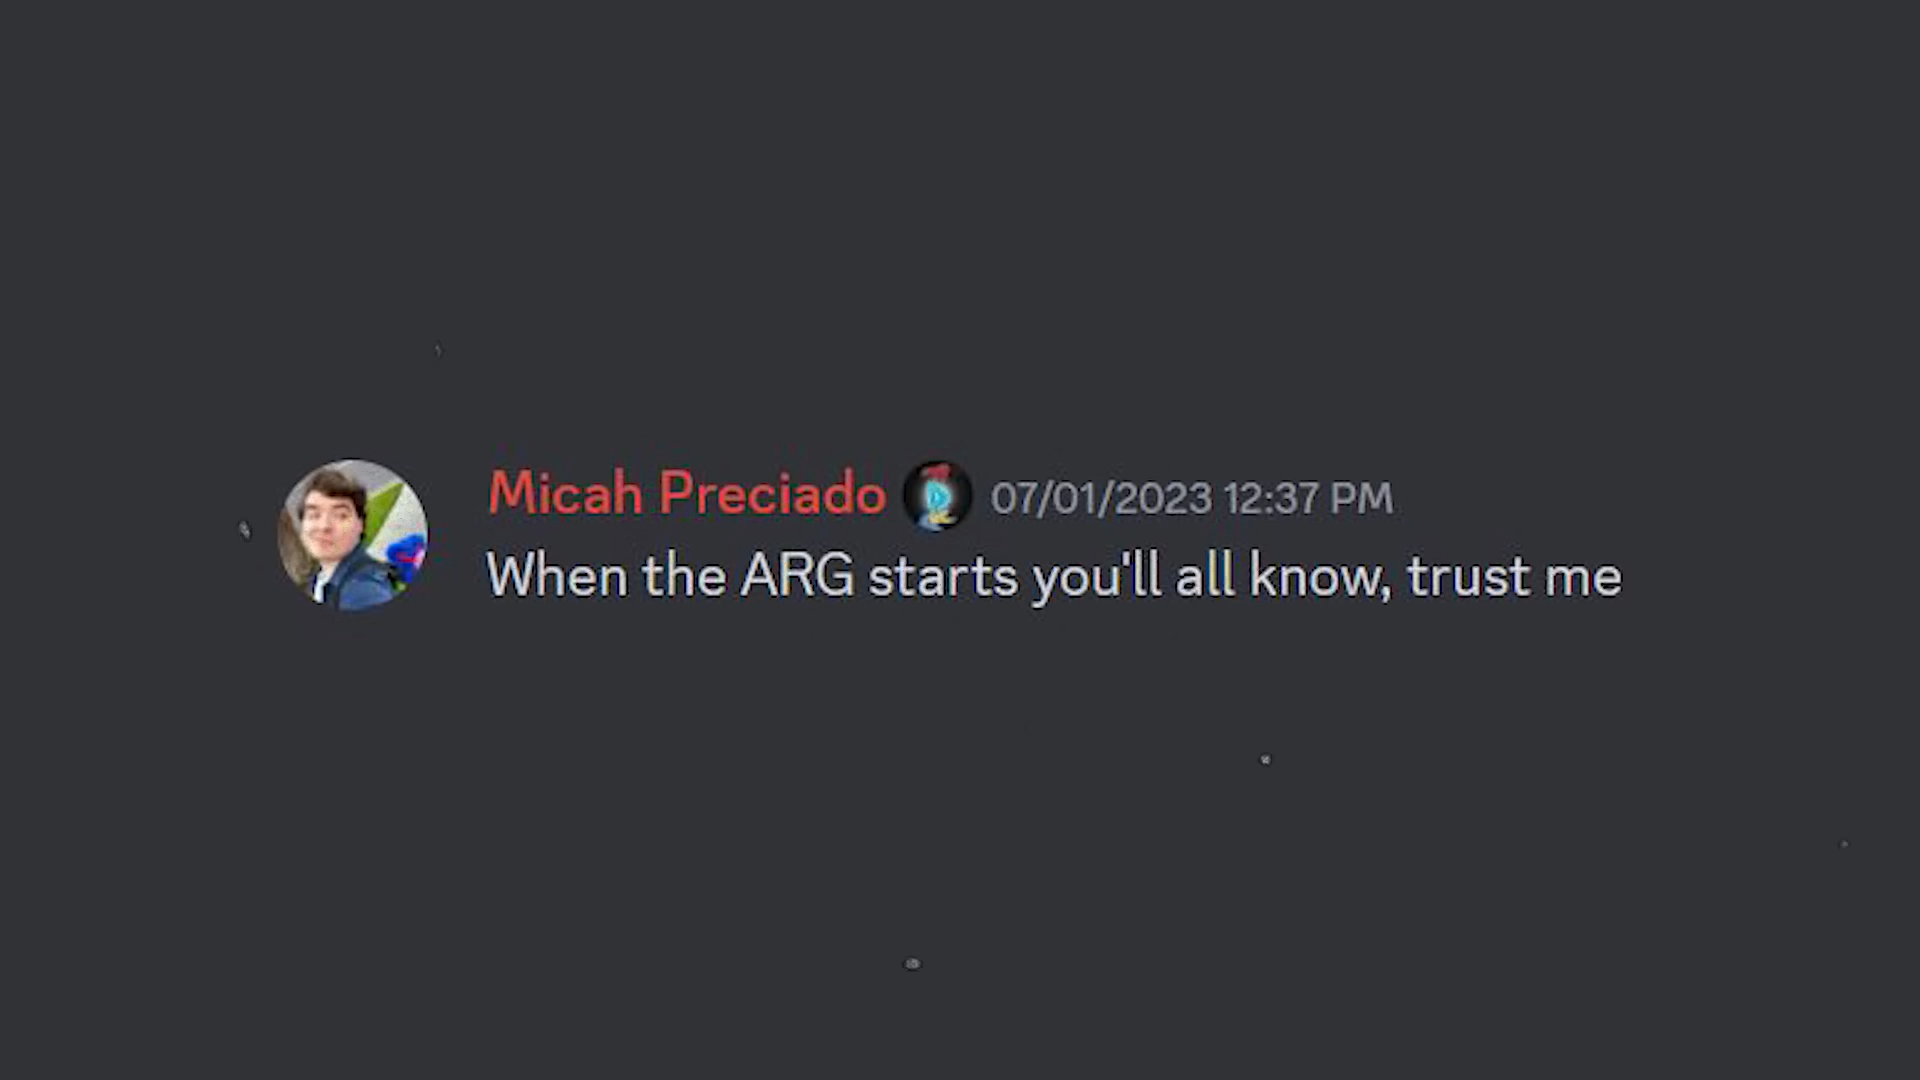 Micah Preciado 07/01/2023 12:37 PM
When the ARG starts you'll all know, trust me